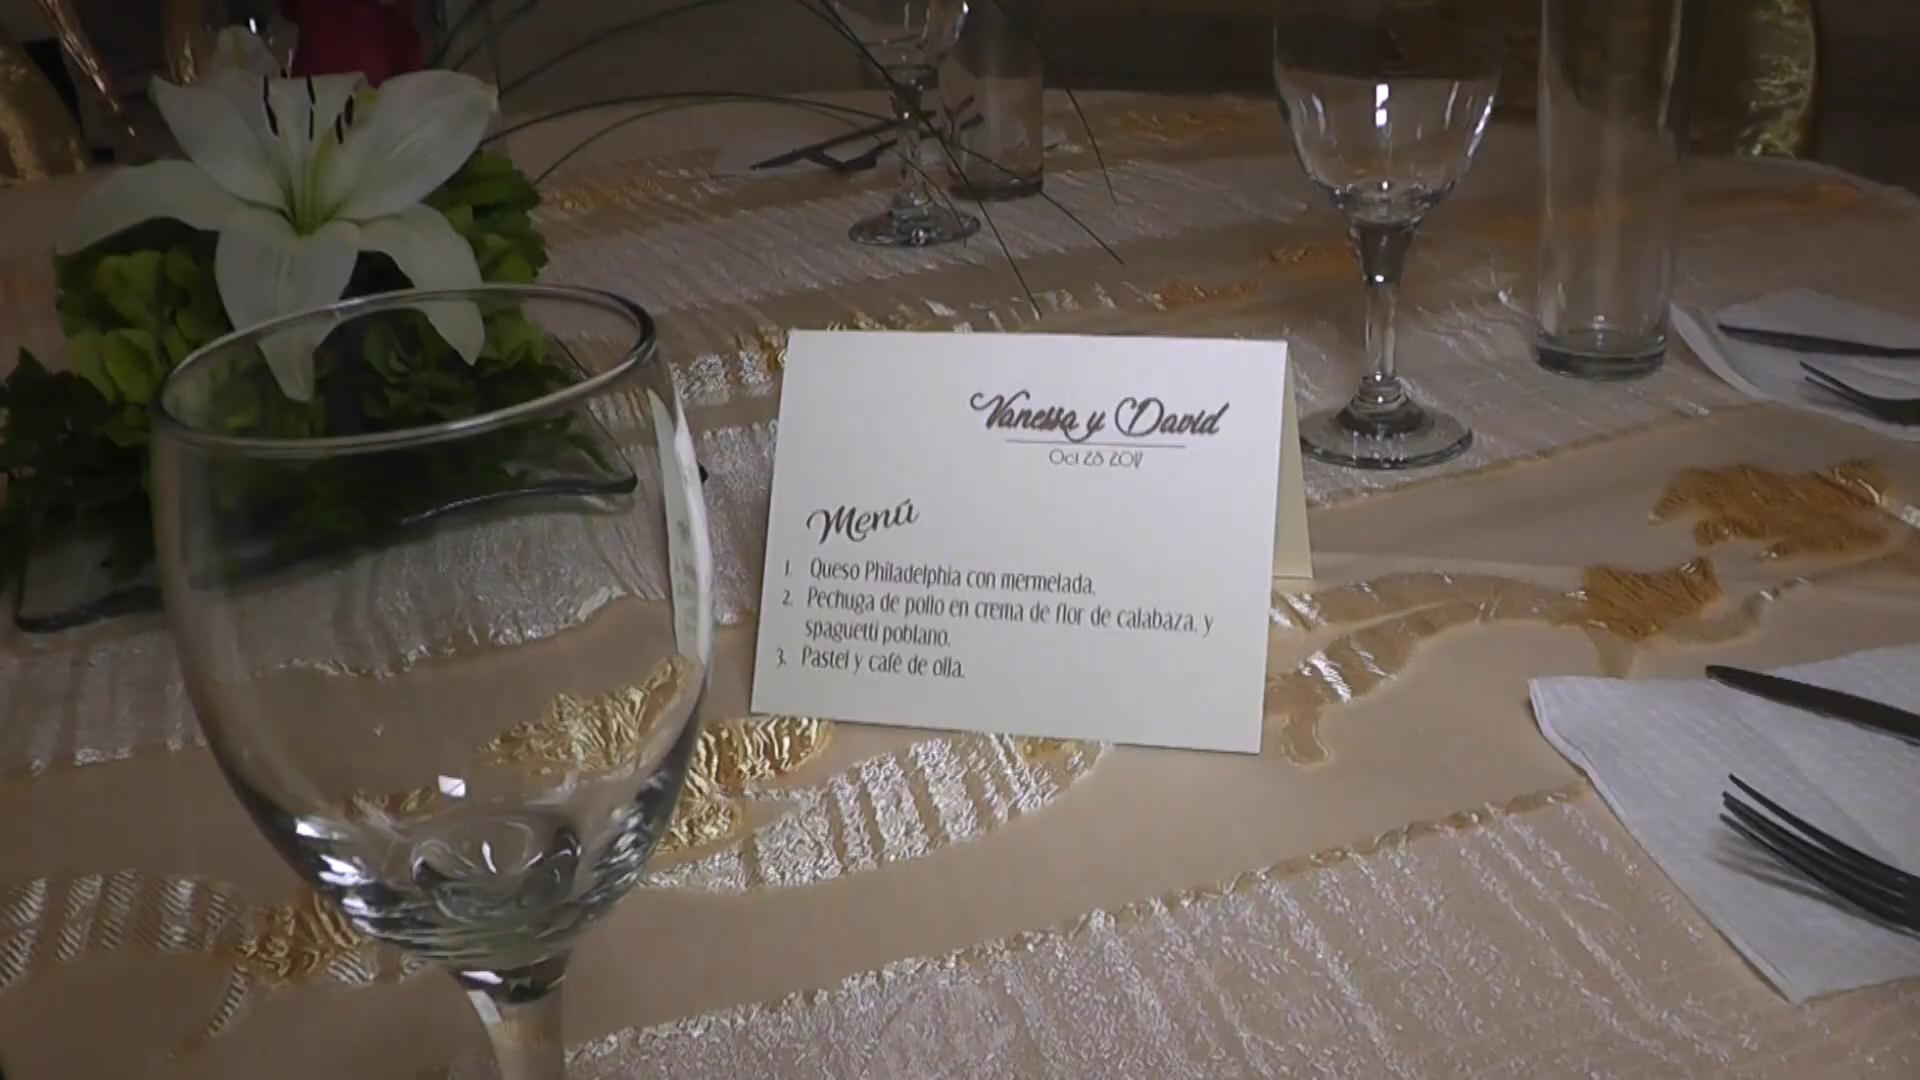 Vanessa y David
Oct 28 2017
Menú
1. Queso Philadelphia con mermelada.
2. Pechuga de pollo en crema de flor de calabaza, y
spaguetti poblano.
3. Pastel y café de olla.